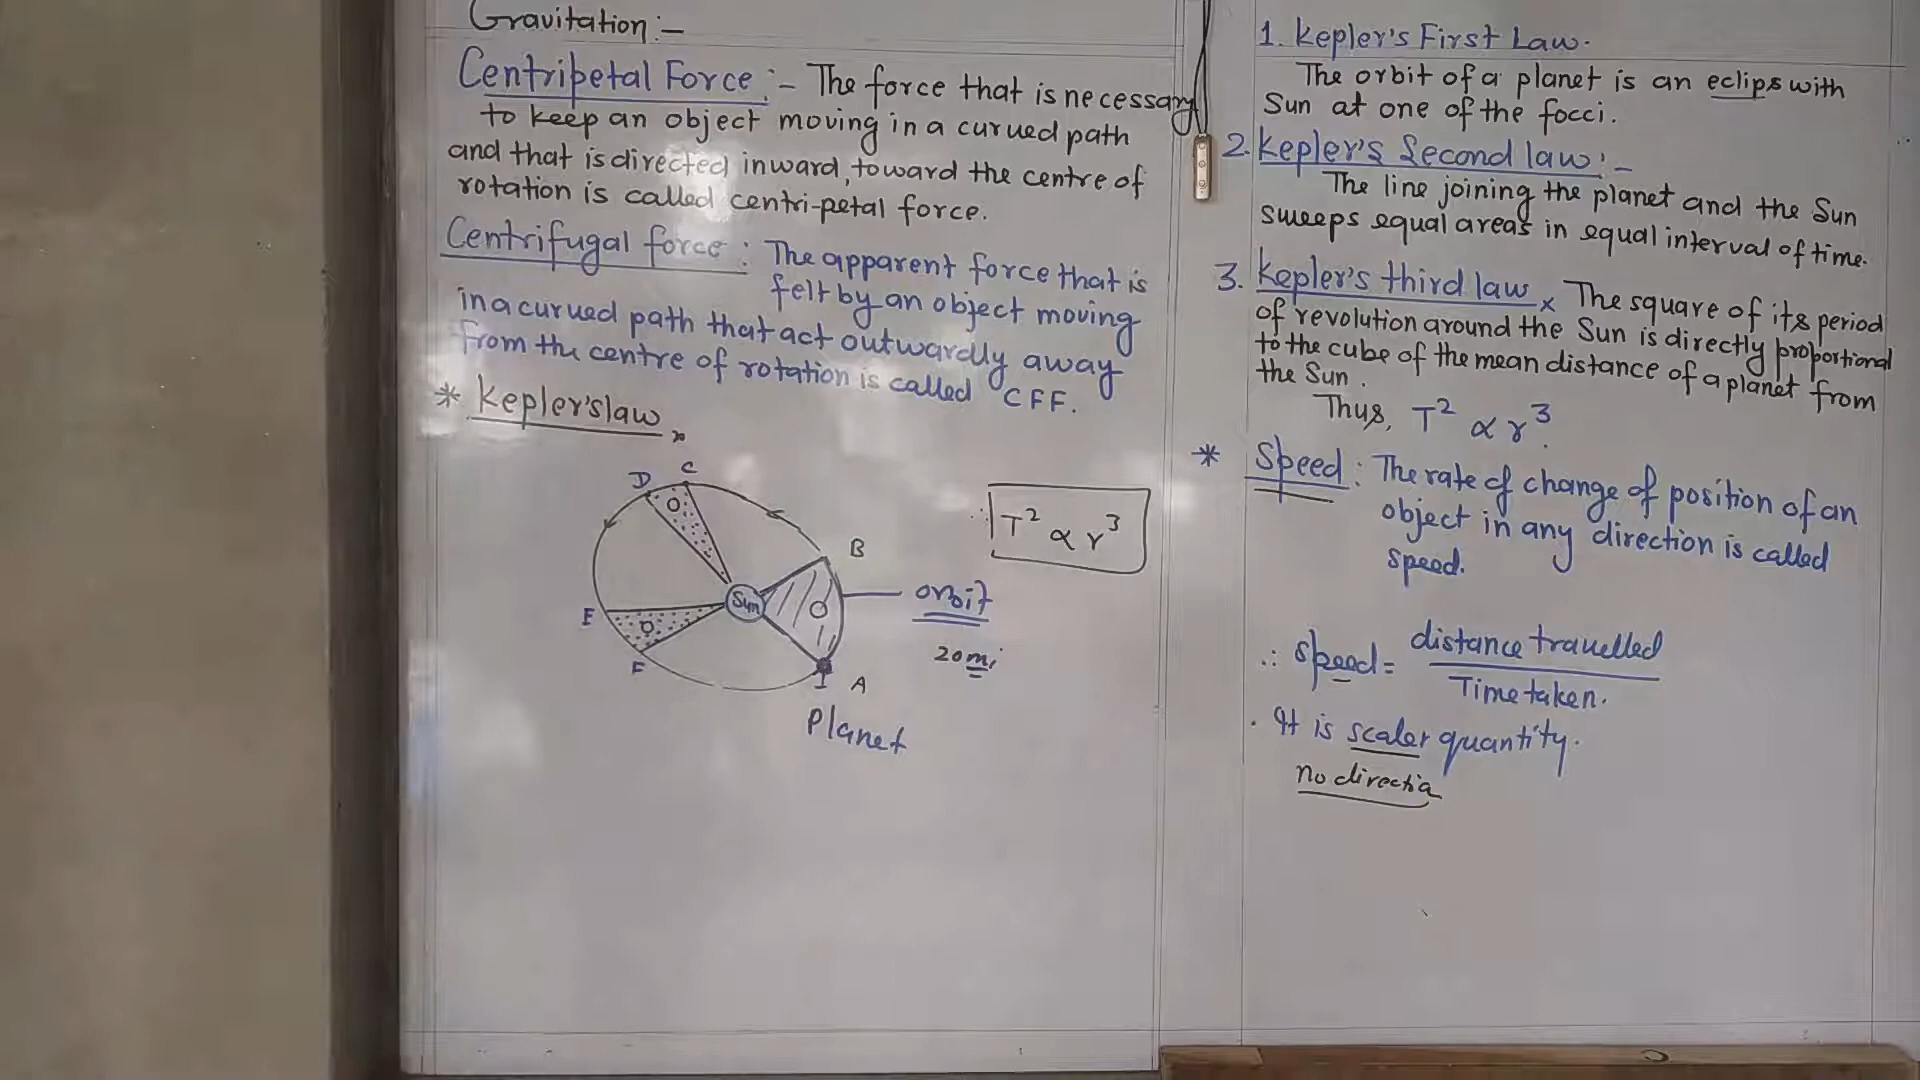 Gravitation :-
Centripetal Force :- The force that is necessary
to keep an object moving in a curved path
and that is directed inward, toward the centre of
rotation is called centri-petal force.
Centrifugal force : The apparent force that is
felt by an object moving
in a curved path that act outwardly away
from the centre of rotation is called CFF.
* Kepler's law
D
C
B
Sun
E
F
A
Planet
orbit
20mi
∴ T² ∝ r³
1. Kepler's First Law.
The orbit of a planet is an eclips with
Sun at one of the focci.
2. Kepler's Second law :-
The line joining the planet and the Sun
sweeps equal areas in equal interval of time.
3. Kepler's third law x The square of its period
of revolution around the Sun is directly proportional
to the cube of the mean distance of a planet from
the Sun.
Thus, T² ∝ r³.
* Speed : The rate of change of position of an
object in any direction is called
speed.
∴ Speed = distance travelled
Time taken.
. It is scaler quantity.
no directia